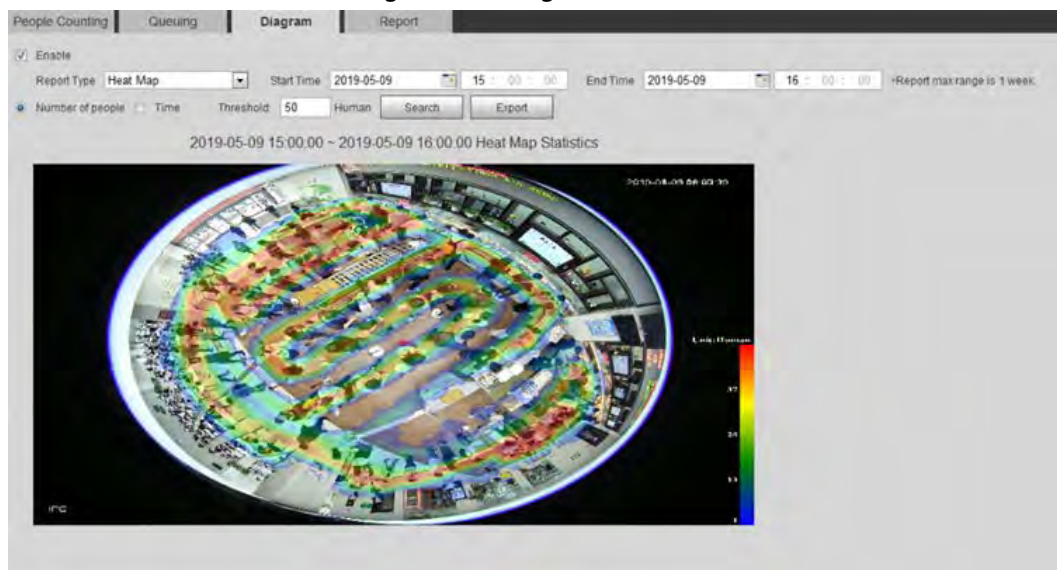 People Counting Queuing Diagram Report
Enable
Report Type Heat Map Start Time 2019-05-09 15 : 00 : 00 End Time 2019-05-09 16 : 00 : 00 *Report max range is 1 week.
Number of people Time Threshold 50 Human Search Export
2019-05-09 15:00:00 ~ 2019-05-09 16:00:00 Heat Map Statistics
Unit:Human
37
IPC
1